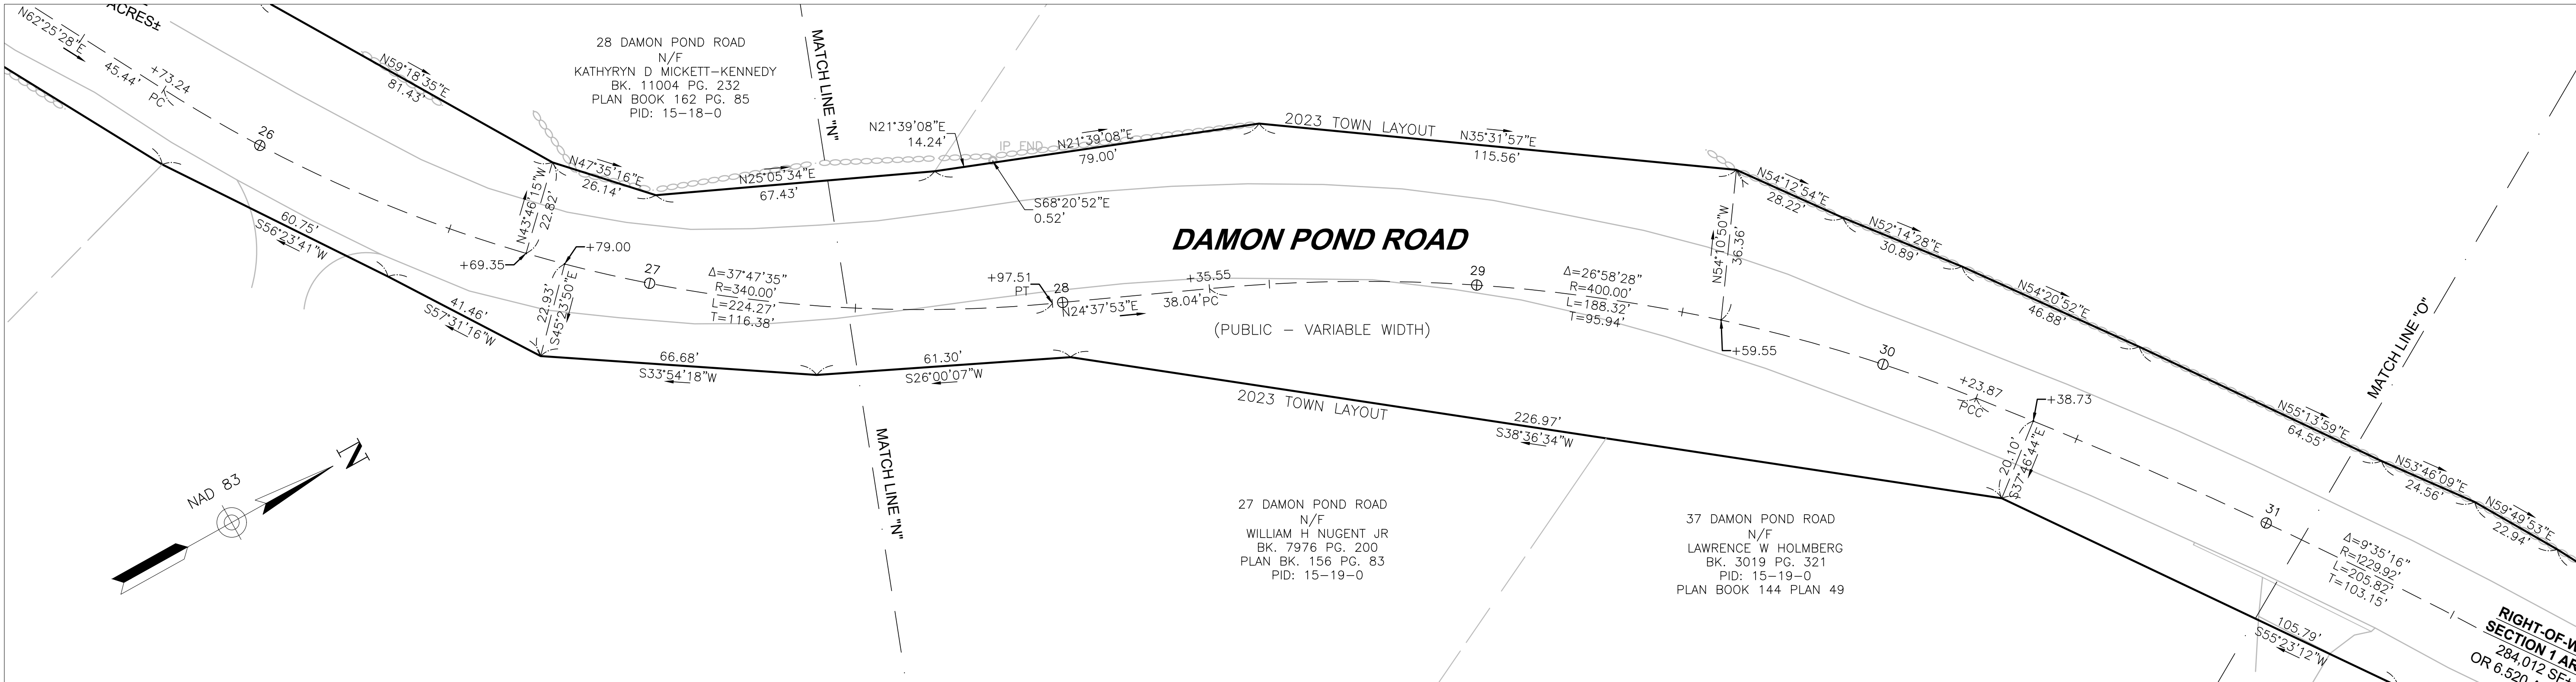 ACRES±
N62°25'28"E
45.44'
+73.24
PC
26
N59°18'35"E
81.43'
28 DAMON POND ROAD
N/F
KATHYRYN D MICKETT-KENNEDY
BK. 11004 PG. 232
PLAN BOOK 162 PG. 85
PID: 15-18-0
MATCH LINE "N"
N21°39'08"E
14.24'
IP FND
N21°39'08"E
79.00'
2023 TOWN LAYOUT
N35°31'57"E
115.56'
N47°35'16"E
26.14'
N25°05'34"E
67.43'
S68°20'52"E
0.52'
N54°12'54"E
28.22'
N52°14'28"E
30.89'
N54°20'52"E
46.88'
N43°46'15"W
22.82'
+69.35
+79.00
22.93'
S45°23'50"E
60.75'
S56°23'41"W
41.46'
S57°31'16"W
27
Δ=37°47'35"
R=340.00'
L=224.27'
T=116.38'
DAMON POND ROAD
+97.51
PT
28
N24°37'53"E
+35.55
38.04'
PC
(PUBLIC - VARIABLE WIDTH)
29
Δ=26°58'28"
R=400.00'
L=188.32'
T=95.94'
N54°10'50"W
36.36'
+59.55
30
+23.87
PCC
+38.73
20.10'
S37°46'44"E
MATCH LINE "O"
N55°13'59"E
64.55'
N53°46'09"E
24.56'
N59°49'53"E
22.94'
66.68'
S33°54'18"W
61.30'
S26°00'07"W
2023 TOWN LAYOUT
226.97'
S38°36'34"W
MATCH LINE "N"
NAD 83
N
27 DAMON POND ROAD
N/F
WILLIAM H NUGENT JR
BK. 7976 PG. 200
PLAN BK. 156 PG. 83
PID: 15-19-0
37 DAMON POND ROAD
N/F
LAWRENCE W HOLMBERG
BK. 3019 PG. 321
PID: 15-19-0
PLAN BOOK 144 PLAN 49
31
Δ=9°35'16"
R=1229.92'
L=205.82'
T=103.15'
105.79'
S55°23'12"W
RIGHT-OF-W
SECTION 1 AR
284,012 SF±
OR 6.520